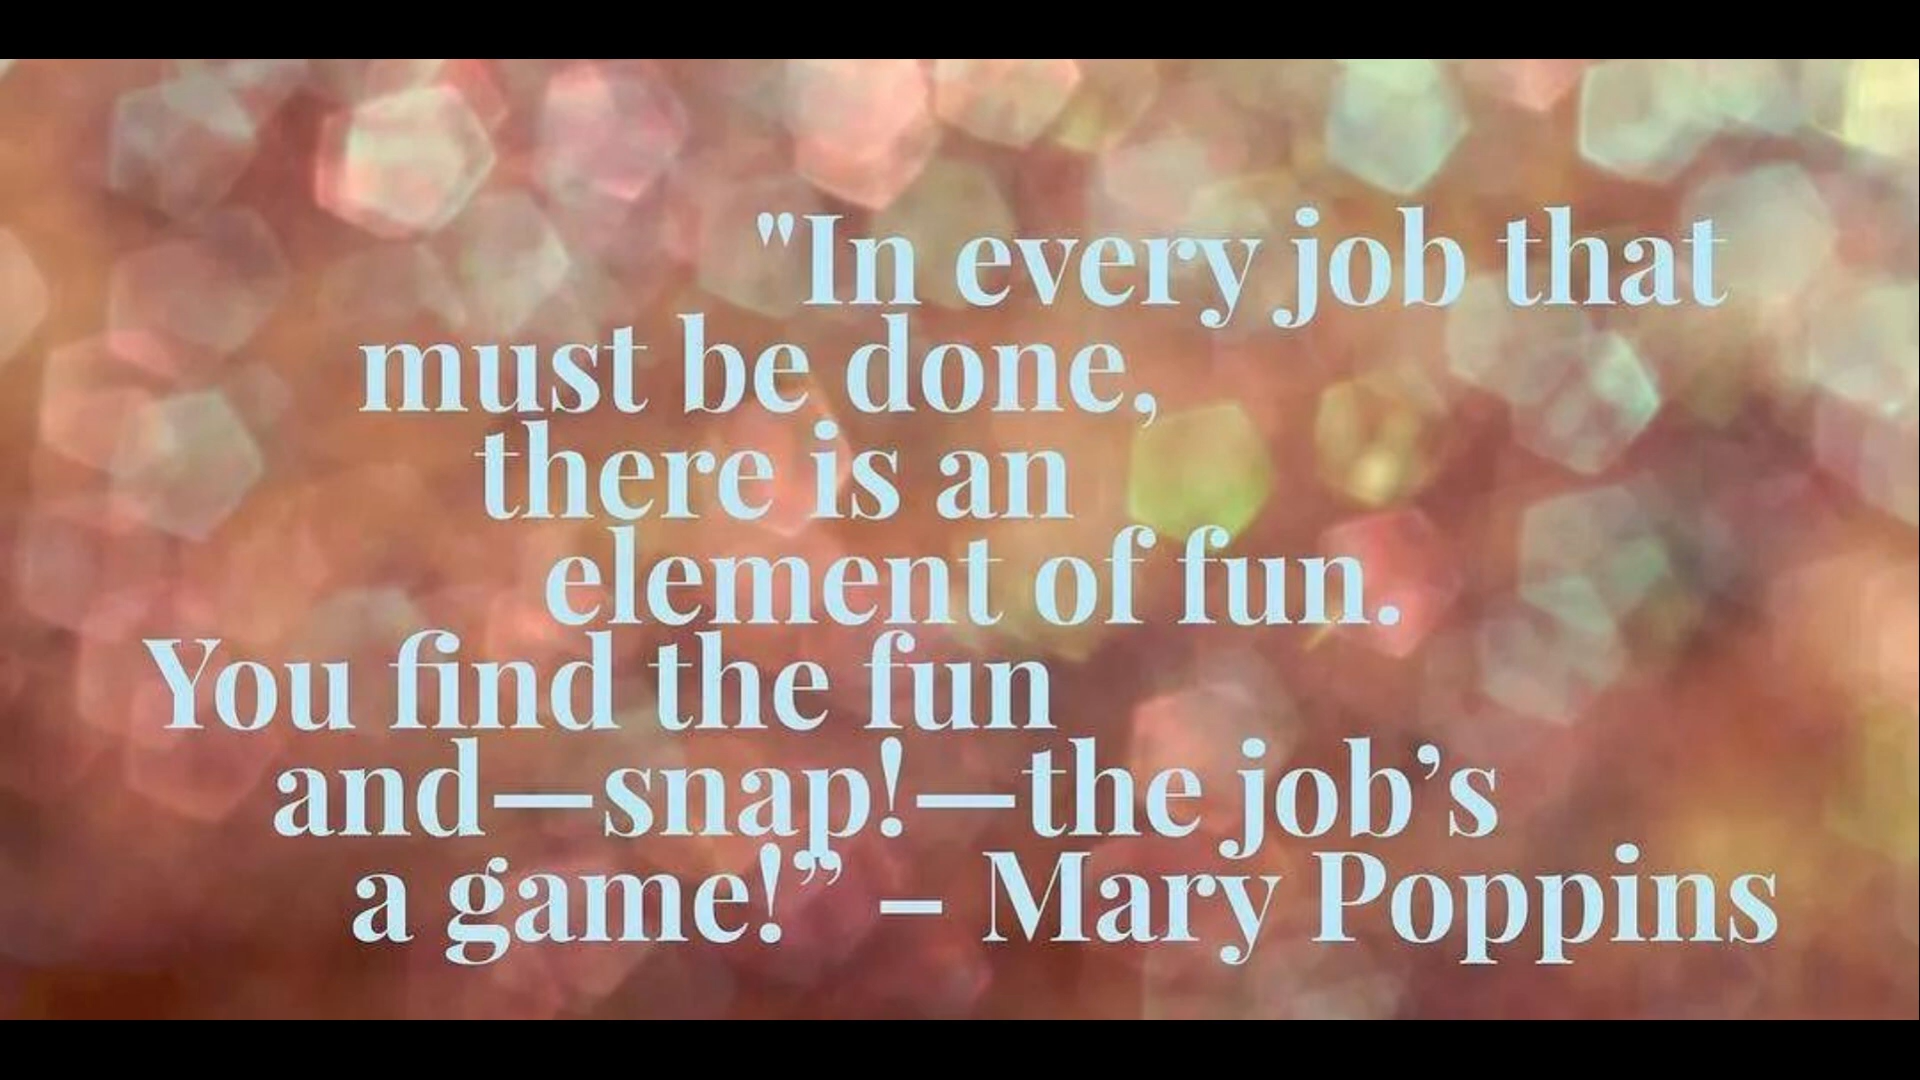 "In every job that
must be done,
there is an
element of fun.
You find the fun
and—snap!—the job’s
a game!” – Mary Poppins